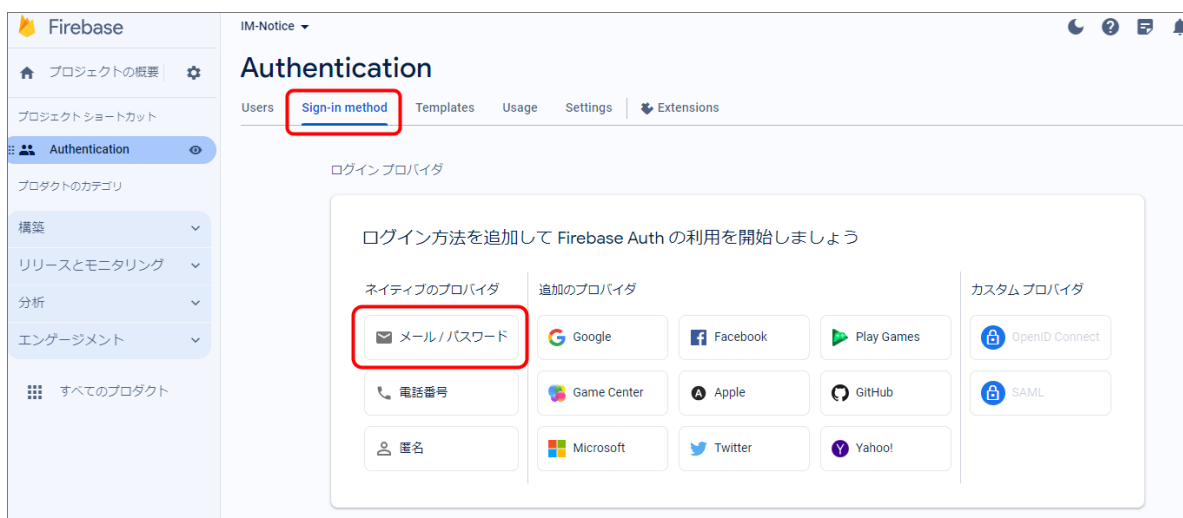 Firebase
IM-Notice
プロジェクトの概要
Authentication
Users Sign-in method Templates Usage Settings Extensions
プロジェクト ショートカット
Authentication
プロダクトのカテゴリ
構築
リリースとモニタリング
分析
エンゲージメント
すべてのプロダクト
ログイン プロバイダ
ログイン方法を追加して Firebase Auth の利用を開始しましょう
ネイティブのプロバイダ
メール / パスワード
電話番号
匿名
追加のプロバイダ
Google Facebook Play Games
Game Center Apple GitHub
Microsoft Twitter Yahoo!
カスタム プロバイダ
OpenID Connect
SAML